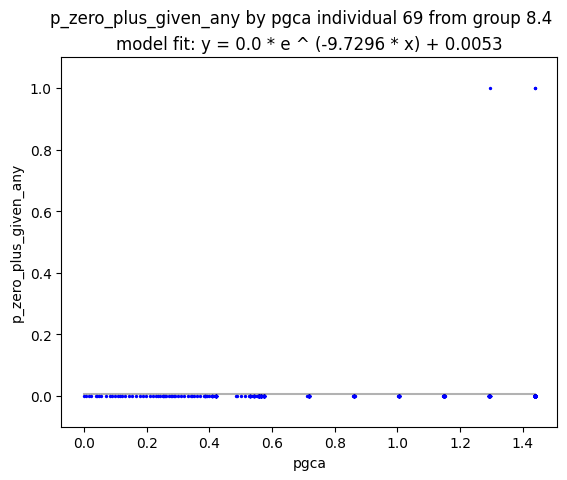 p_zero_plus_given_any by pgca individual 69 from group 8.4
model fit: y = 0.0 * e ^ (-9.7296 * x) + 0.0053
1.0
0.8
0.6
0.4
0.2
0.0
p_zero_plus_given_any
0.0 0.2 0.4 0.6 0.8 1.0 1.2 1.4
pgca